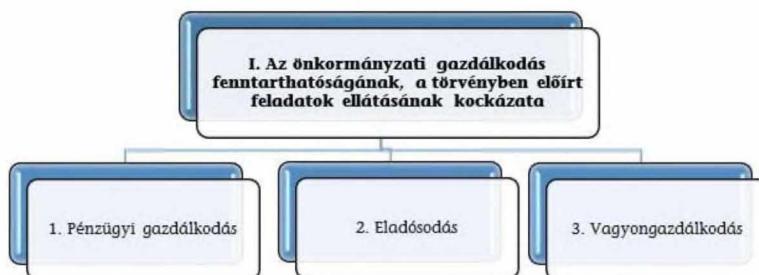 I. Az önkormányzati gazdálkodás
fenntarthatóságának, a törvényben előírt
feladatok ellátásának kockázata
1. Pénzügyi gazdálkodás
2. Eladósodás
3. Vagyongazdálkodás